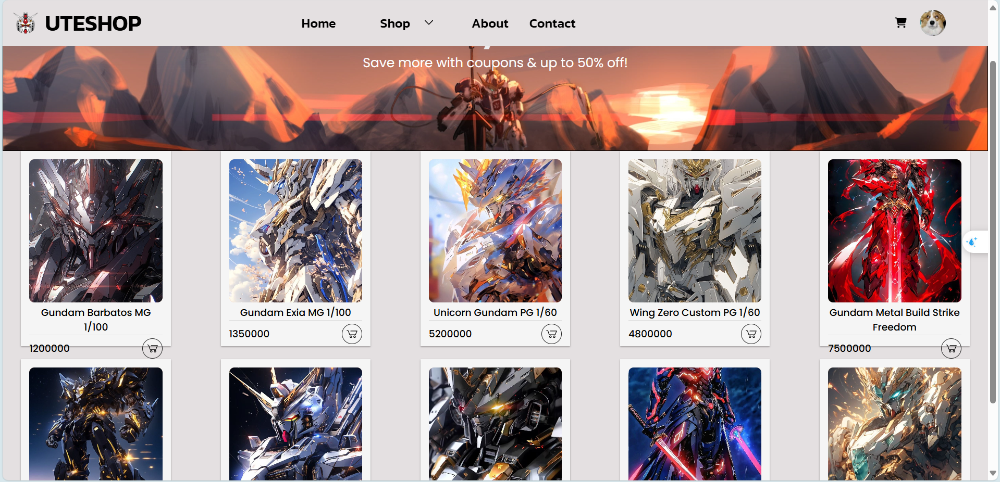 UTESHOP
Home
Shop
About
Contact
Save more with coupons & up to 50% off!
Gundam Barbatos MG
1/100
1200000
Gundam Exia MG 1/100
1350000
Unicorn Gundam PG 1/60
5200000
Wing Zero Custom PG 1/60
4800000
Gundam Metal Build Strike
Freedom
7500000